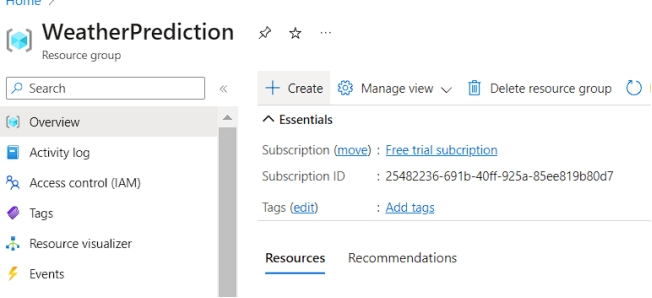 Home
WeatherPrediction
Resource group
Search
Create Manage view Delete resource group
Overview
Essentials
Activity log
Subscription (move) : Free trial subcription
Access control (IAM)
Subscription ID : 25482236-691b-40ff-925a-85ee819b80d7
Tags
Tags (edit) : Add tags
Resource visualizer
Resources Recommendations
Events